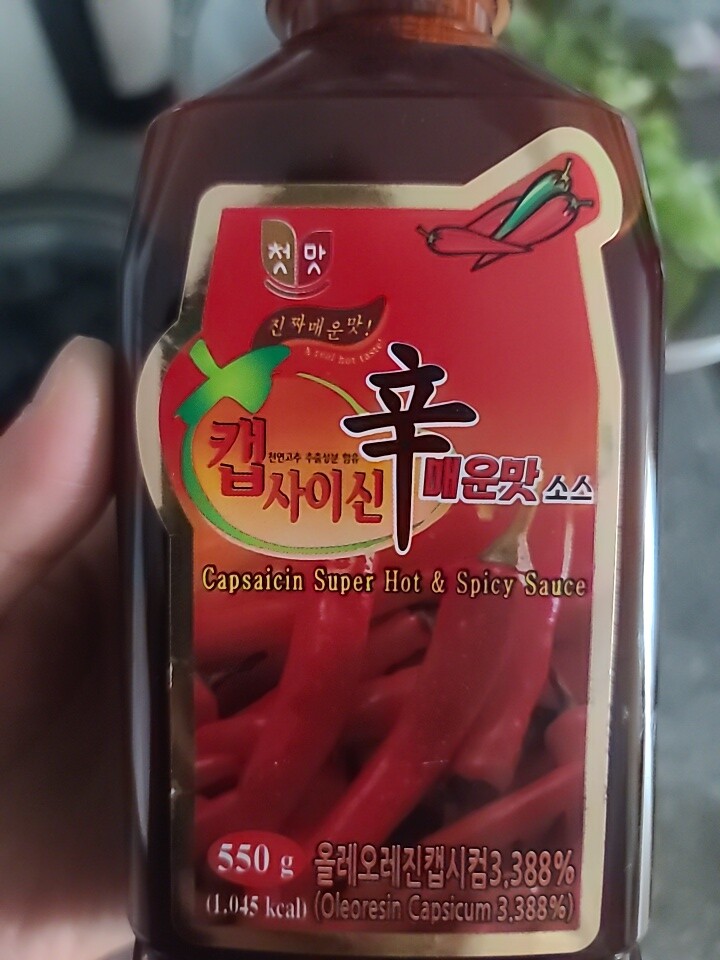 첫맛
진짜매운맛!
A real hot taste!
辛
천연고추 추출성분 함유
캡사이신
매운맛 소스
Capsaicin Super Hot & Spicy Sauce
550 g
올레오레진캡시컴3,388%
(1,045 kcal) (Oleoresin Capsicum 3,388%)